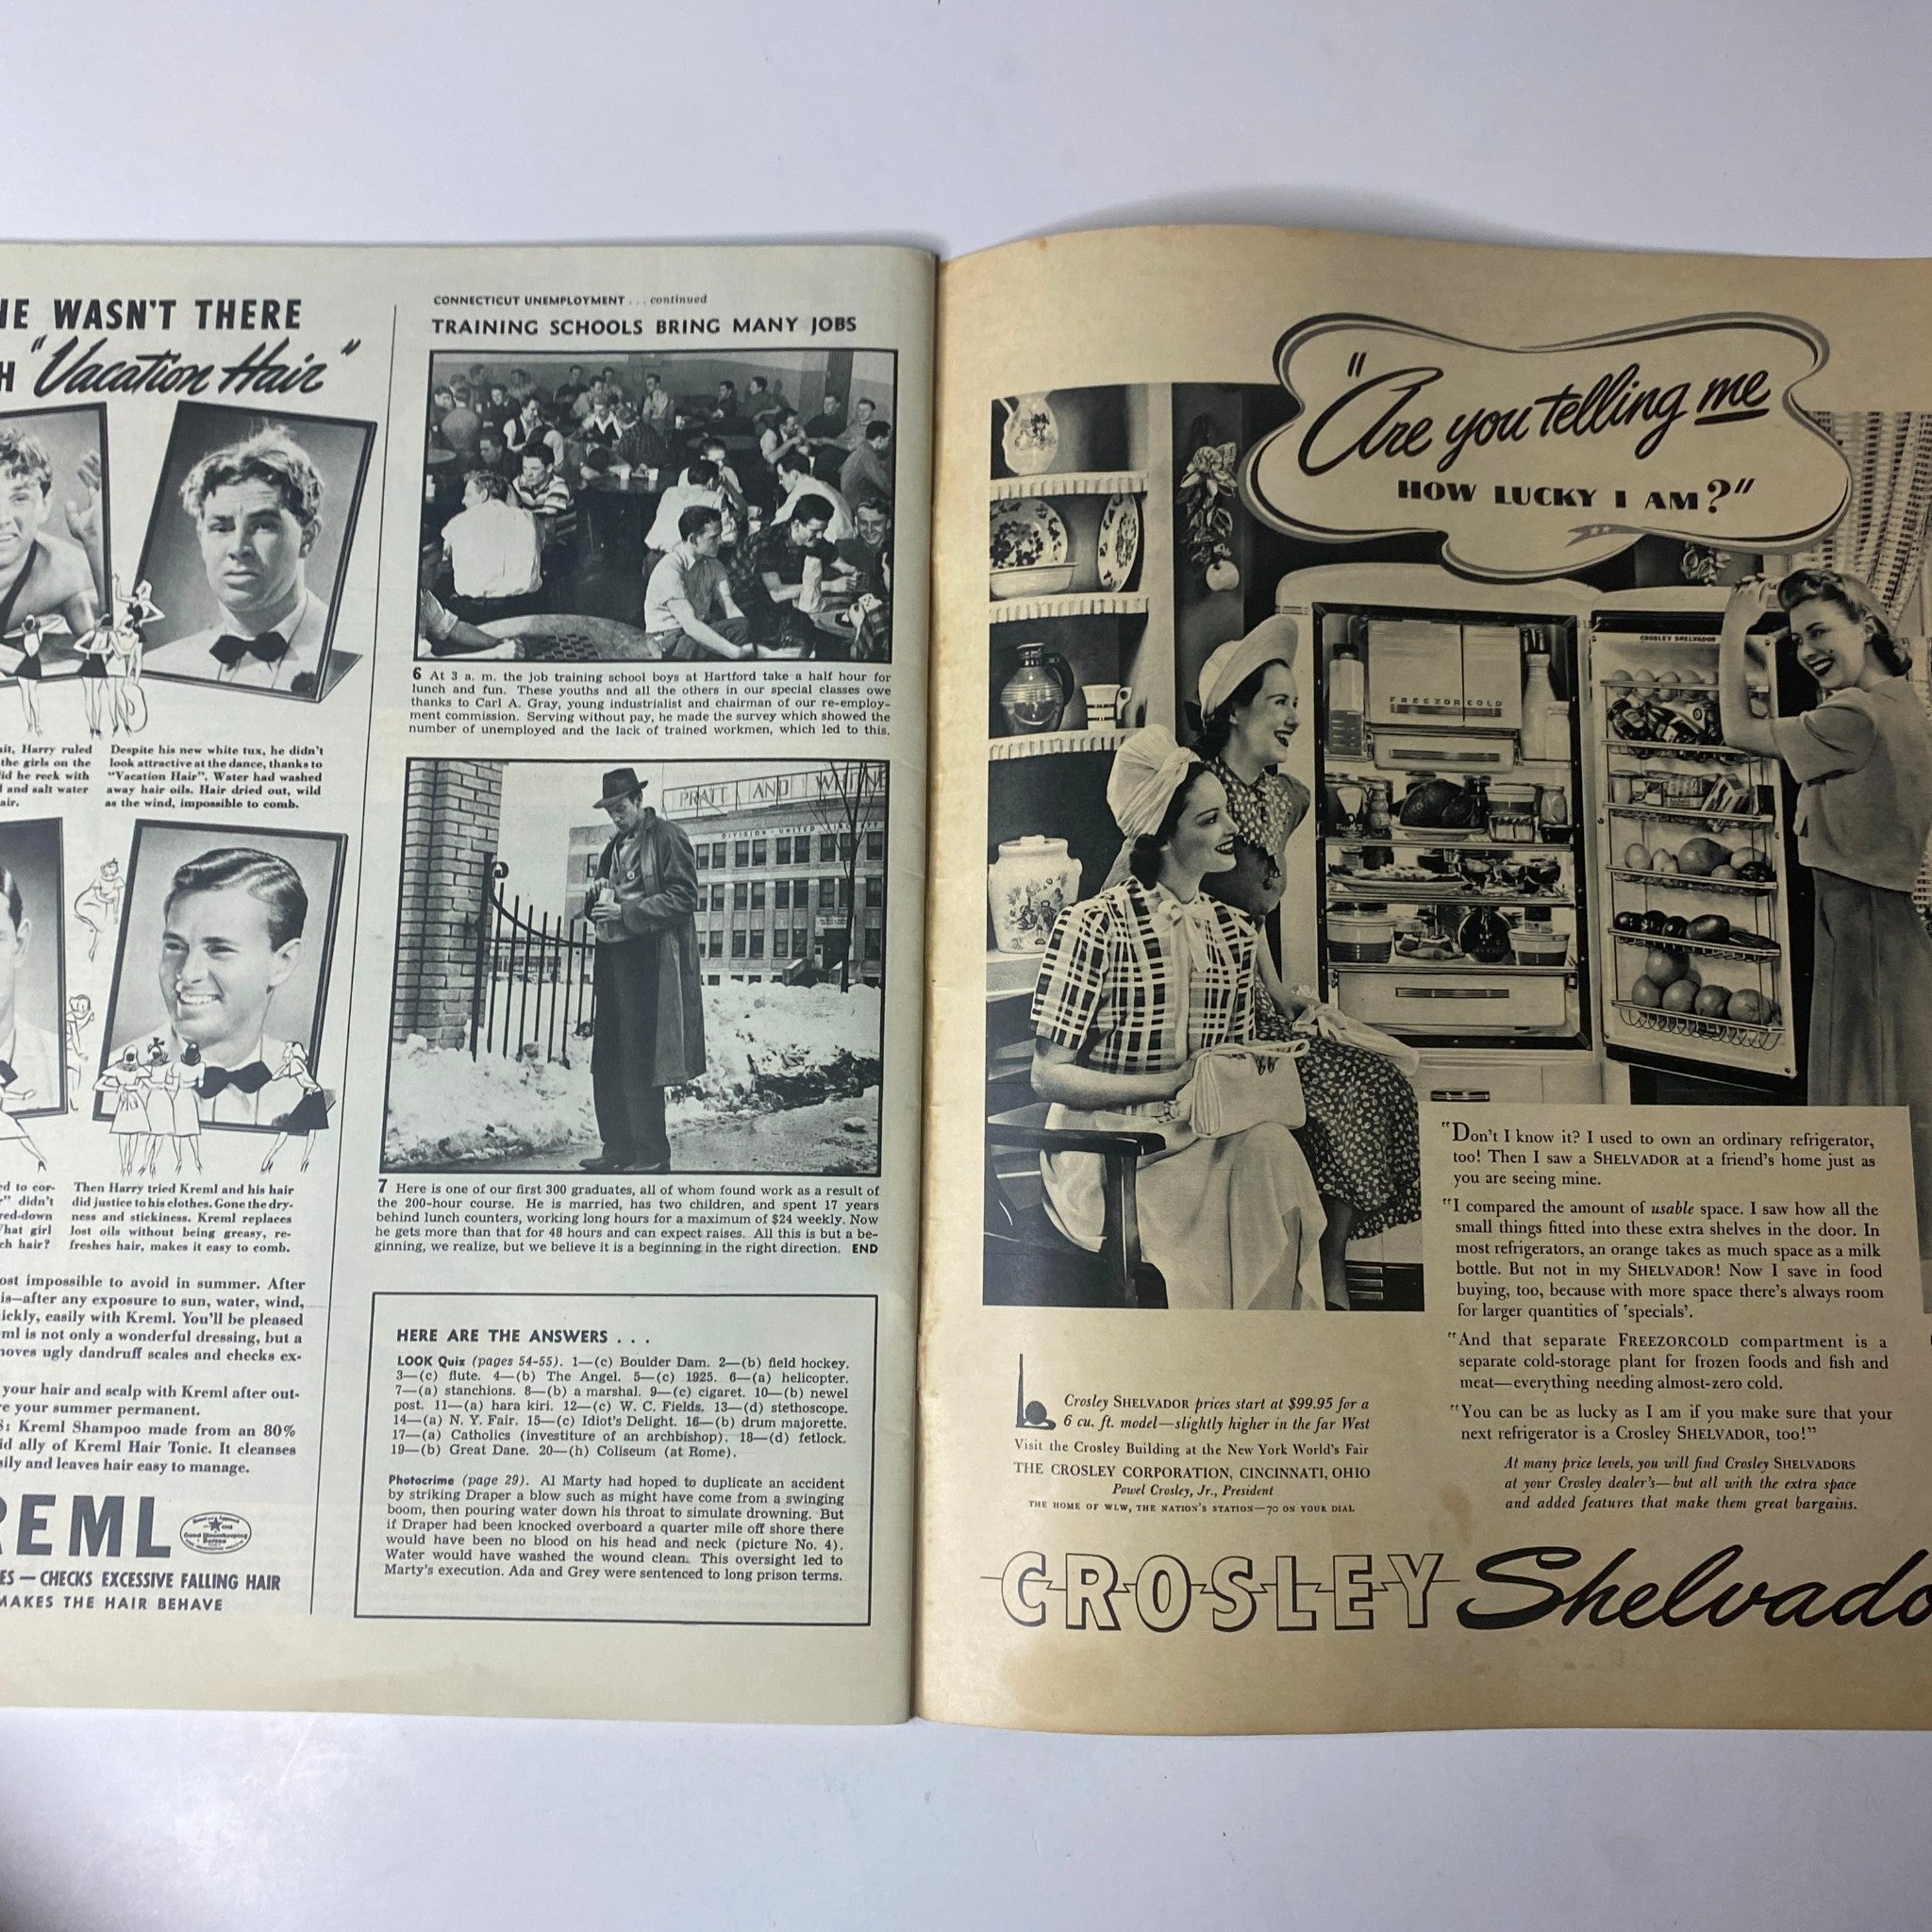 HE WASN'T THERE
H "Vacation Hair"
Harry ruled
the girls on the
did he reck with
and salt water
air.
Despite his new white tux, he didn't
look attractive at the dance, thanks to
"Vacation Hair". Water had washed
away hair oils. Hair dried out, wild
as the wind, impossible to comb.
ed to cor-
" didn't
red-down
What girl
ch hair?
Then Harry tried Kreml and his hair
did justice to his clothes. Gone the dry-
ness and stickiness. Kreml replaces
lost oils without being greasy, re-
freshes hair, makes it easy to comb.
ost impossible to avoid in summer. After
is—after any exposure to sun, water, wind,
ickly, easily with Kreml. You'll be pleased
eml is not only a wonderful dressing, but a
moves ugly dandruff scales and checks ex-
your hair and scalp with Kreml after out-
re your summer permanent.
S: Kreml Shampoo made from an 80%
id ally of Kreml Hair Tonic. It cleanses
sily and leaves hair easy to manage.
REML
Good Housekeeping
Bureau
ES — CHECKS EXCESSIVE FALLING HAIR
MAKES THE HAIR BEHAVE
CONNECTICUT UNEMPLOYMENT . . . continued
TRAINING SCHOOLS BRING MANY JOBS
6 At 3 a. m. the job training school boys at Hartford take a half hour for
lunch and fun. These youths and all the others in our special classes owe
thanks to Carl A. Gray, young industrialist and chairman of our re-employ-
ment commission. Serving without pay, he made the survey which showed the
number of unemployed and the lack of trained workmen, which led to this.
PRATT AND WHITNE
DIVISION - UNITED AIRCRAFT
7 Here is one of our first 300 graduates, all of whom found work as a result of
the 200-hour course. He is married, has two children, and spent 17 years
behind lunch counters, working long hours for a maximum of $24 weekly. Now
he gets more than that for 48 hours and can expect raises. All this is but a be-
ginning, we realize, but we believe it is a beginning in the right direction. END
HERE ARE THE ANSWERS . . .
LOOK Quiz (pages 54-55). 1—(c) Boulder Dam. 2—(b) field hockey.
3—(c) flute. 4—(b) The Angel. 5—(c) 1925. 6—(a) helicopter.
7—(a) stanchions. 8—(b) a marshal. 9—(c) cigaret. 10—(b) newel
post. 11—(a) hara kiri. 12—(c) W. C. Fields. 13—(d) stethoscope.
14—(a) N. Y. Fair. 15—(c) Idiot's Delight. 16—(b) drum majorette.
17—(a) Catholics (investiture of an archbishop). 18—(d) fetlock.
19—(b) Great Dane. 20—(h) Coliseum (at Rome).
Photocrime (page 29). Al Marty had hoped to duplicate an accident
by striking Draper a blow such as might have come from a swinging
boom, then pouring water down his throat to simulate drowning. But
if Draper had been knocked overboard a quarter mile off shore there
would have been no blood on his head and neck (picture No. 4).
Water would have washed the wound clean. This oversight led to
Marty's execution. Ada and Grey were sentenced to long prison terms.
"Are you telling me
HOW LUCKY I AM?"
CROSLEY SHELVADOR
FREEZORCOLD
"Don't I know it? I used to own an ordinary refrigerator,
too! Then I saw a SHELVADOR at a friend's home just as
you are seeing mine.
"I compared the amount of usable space. I saw how all the
small things fitted into these extra shelves in the door. In
most refrigerators, an orange takes as much space as a milk
bottle. But not in my SHELVADOR! Now I save in food
buying, too, because with more space there's always room
for larger quantities of 'specials'.
"And that separate FREEZORCOLD compartment is a
separate cold-storage plant for frozen foods and fish and
meat—everything needing almost-zero cold.
"You can be as lucky as I am if you make sure that your
next refrigerator is a Crosley SHELVADOR, too!"
At many price levels, you will find Crosley SHELVADORS
at your Crosley dealer's—but all with the extra space
and added features that make them great bargains.
Crosley SHELVADOR prices start at $99.95 for a
6 cu. ft. model—slightly higher in the far West
Visit the Crosley Building at the New York World's Fair
THE CROSLEY CORPORATION, CINCINNATI, OHIO
Powel Crosley, Jr., President
THE HOME OF WLW, THE NATION'S STATION—70 ON YOUR DIAL
CROSLEY Shelvado